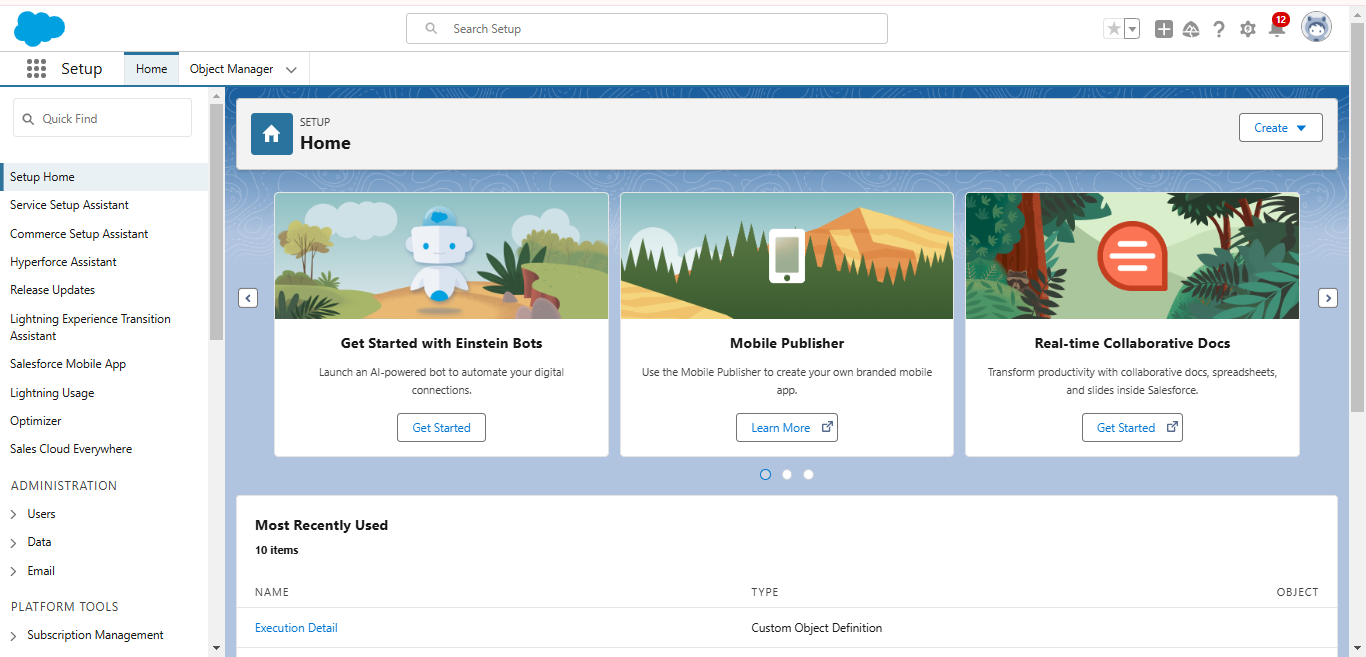 Search Setup
12
Setup
Home
Object Manager
Quick Find
Setup Home
Service Setup Assistant
Commerce Setup Assistant
Hyperforce Assistant
Release Updates
Lightning Experience Transition
Assistant
Salesforce Mobile App
Lightning Usage
Optimizer
Sales Cloud Everywhere
ADMINISTRATION
Users
Data
Email
PLATFORM TOOLS
Subscription Management
SETUP
Home
Create
Get Started with Einstein Bots
Launch an AI-powered bot to automate your digital
connections.
Get Started
Mobile Publisher
Use the Mobile Publisher to create your own branded mobile
app.
Learn More
Real-time Collaborative Docs
Transform productivity with collaborative docs, spreadsheets,
and slides inside Salesforce.
Get Started
Most Recently Used
10 items
NAME TYPE OBJECT
Execution Detail Custom Object Definition